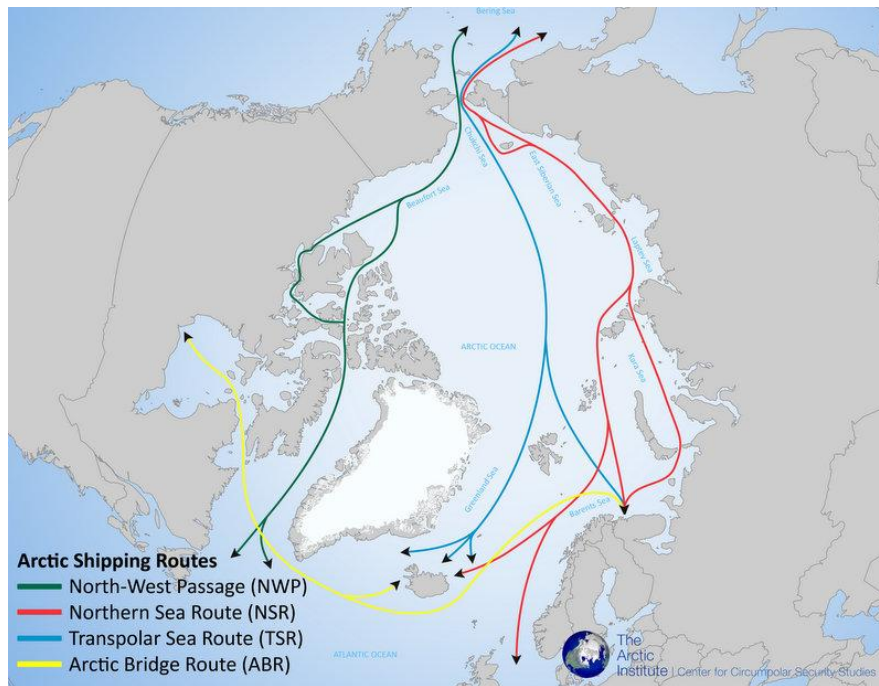 Bering Sea
Chukchi Sea
East Siberian Sea
Beaufort Sea
Laptev Sea
ARCTIC OCEAN
Kara Sea
Greenland Sea
Barents Sea
Arctic Shipping Routes
North-West Passage (NWP)
Northern Sea Route (NSR)
Transpolar Sea Route (TSR)
Arctic Bridge Route (ABR)
ATLANTIC OCEAN
The
Arctic
Institute | Center for Circumpolar Security Studies